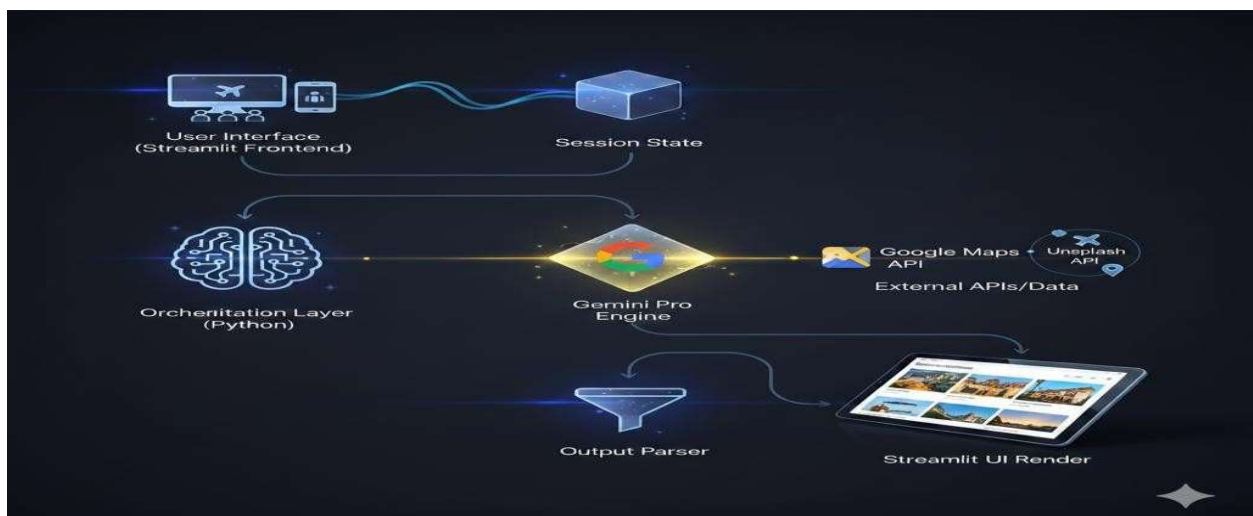 User Interface
(Streamlit Frontend)
Session State
Orchenlitation Layer
(Python)
Gemini Pro
Engine
Google Maps
API
Unsplash
API
External APIs/Data
Output Parser
Streamlit UI Render